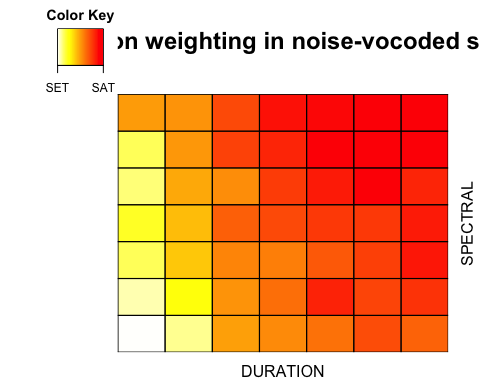 Color Key
on weighting in noise-vocoded s
SET SAT
SPECTRAL
DURATION